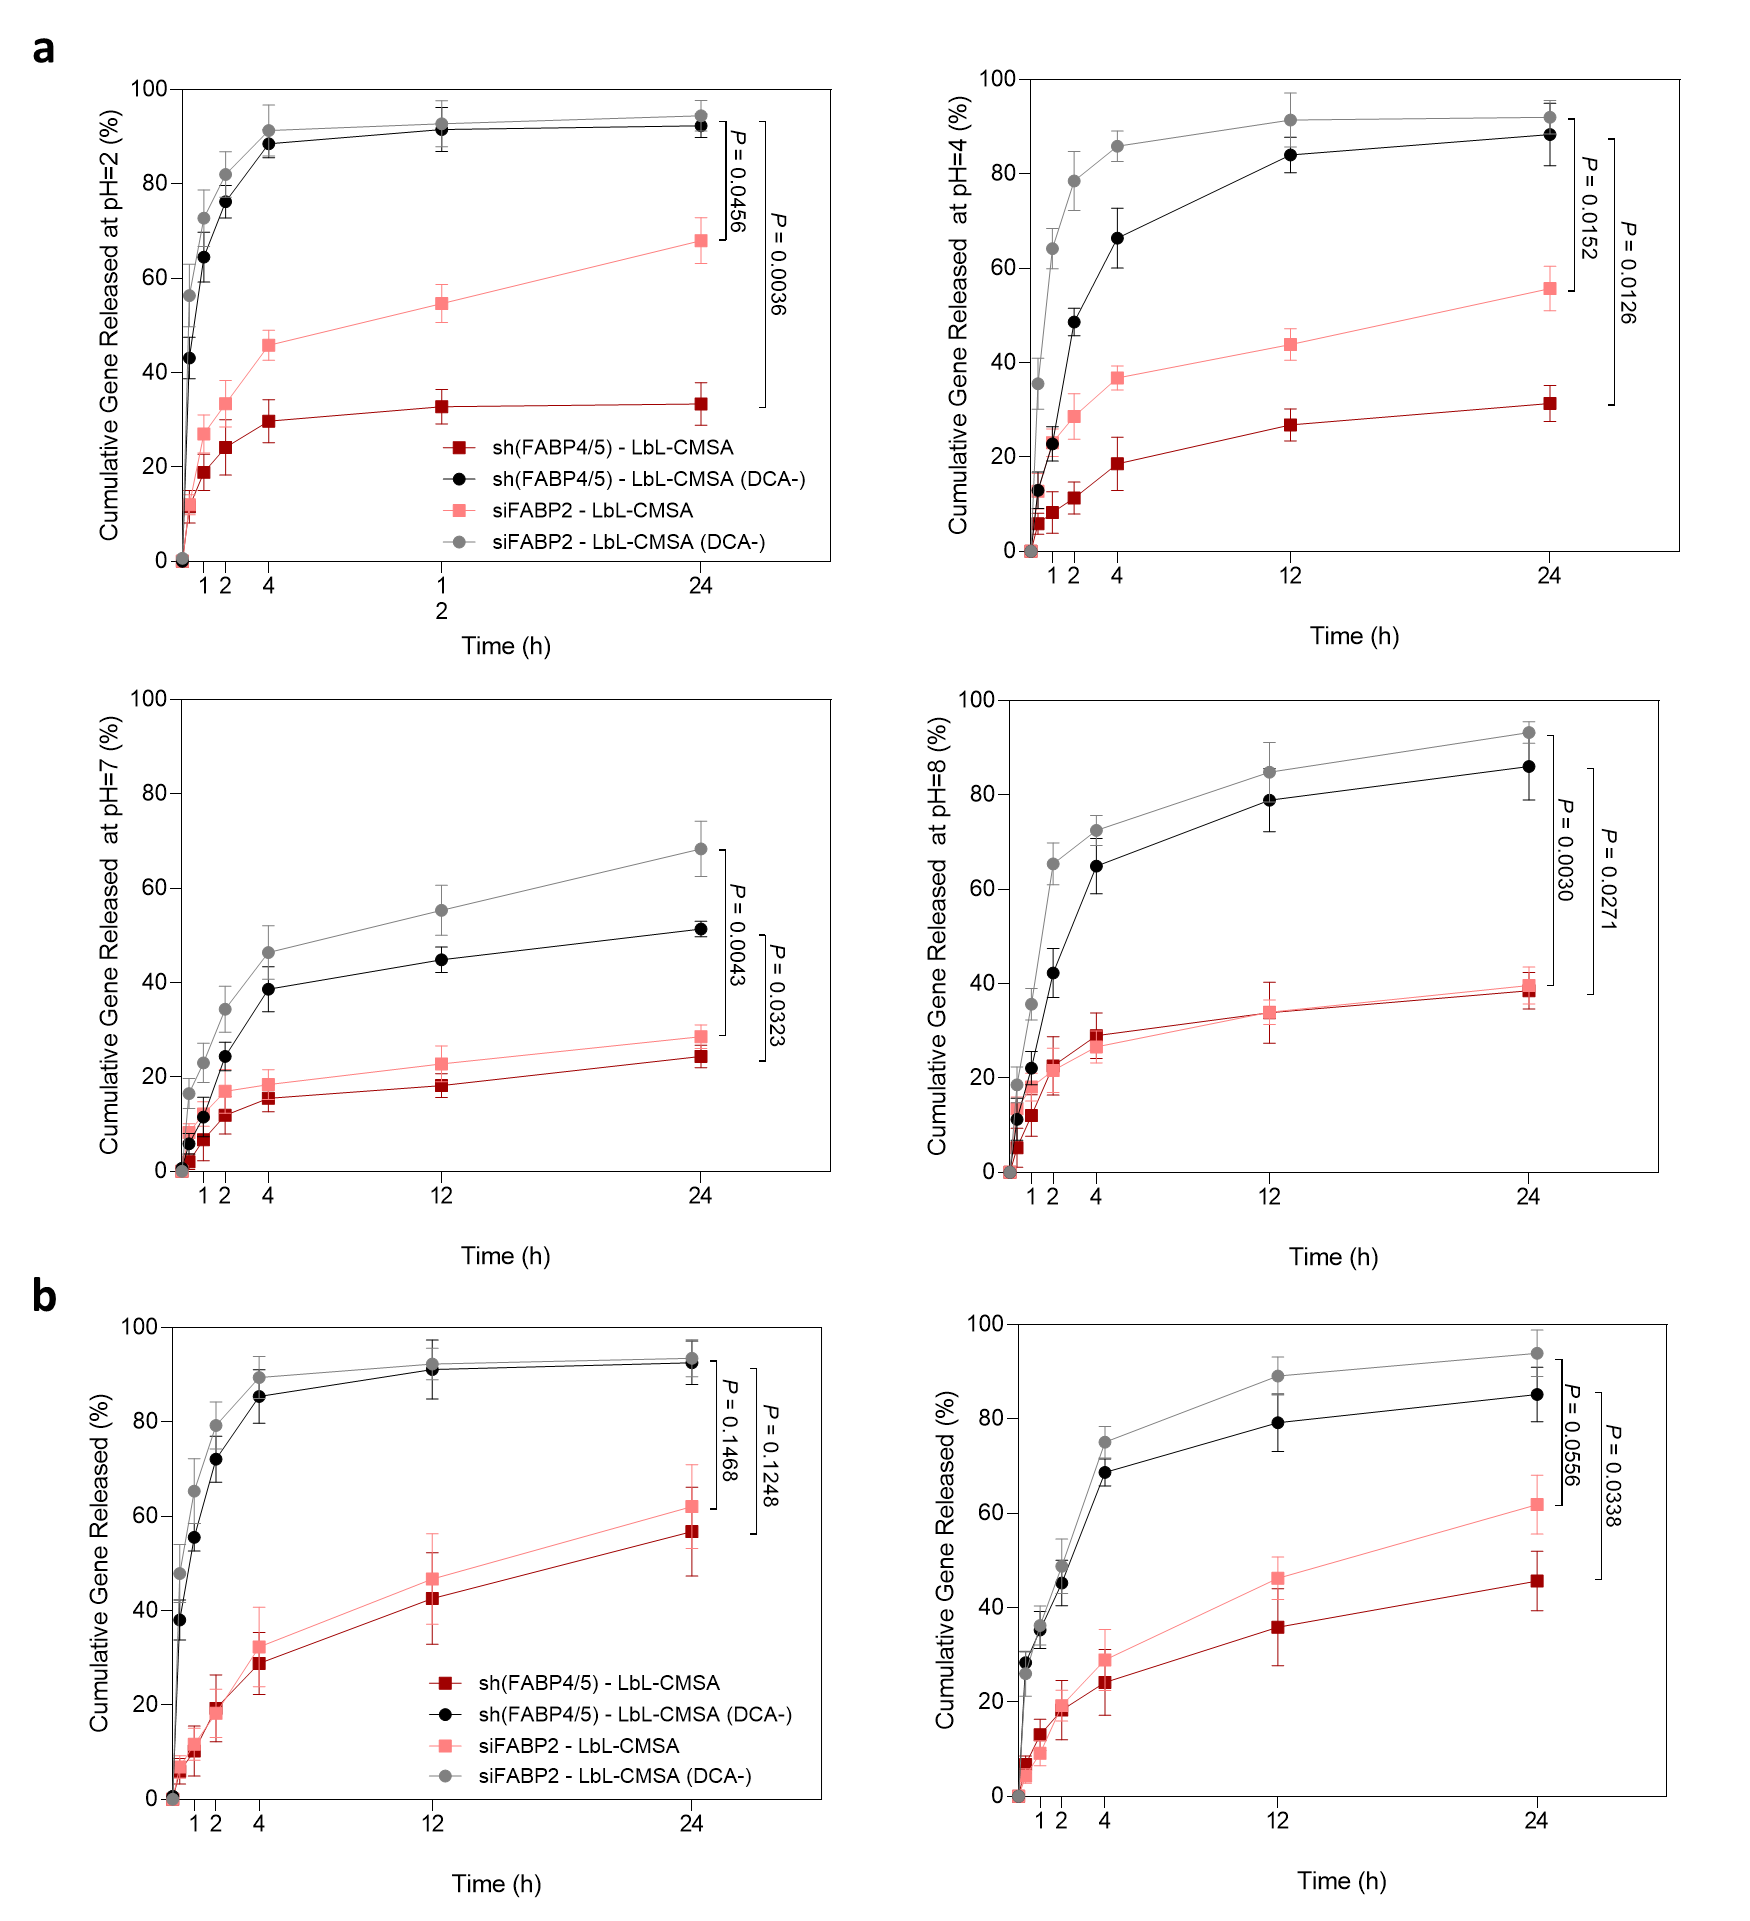 a
Cumulative Gene Released at pH=2 (%)
100
80
60
40
20
0
1
2
4
1
2
24
Time (h)
P = 0.0456
P = 0.0036
sh(FABP4/5) - LbL-CMSA
sh(FABP4/5) - LbL-CMSA (DCA-)
siFABP2 - LbL-CMSA
siFABP2 - LbL-CMSA (DCA-)
Cumulative Gene Released at pH=4 (%)
100
80
60
40
20
0
1
2
4
12
24
Time (h)
P = 0.0152
P = 0.0126
Cumulative Gene Released at pH=7 (%)
100
80
60
40
20
0
1
2
4
12
24
Time (h)
P = 0.0043
P = 0.0323
Cumulative Gene Released at pH=8 (%)
100
80
60
40
20
0
1
2
4
12
24
Time (h)
P = 0.0030
P = 0.0271
b
Cumulative Gene Released (%)
100
80
60
40
20
0
1
2
4
12
24
Time (h)
P = 0.1468
P = 0.1248
sh(FABP4/5) - LbL-CMSA
sh(FABP4/5) - LbL-CMSA (DCA-)
siFABP2 - LbL-CMSA
siFABP2 - LbL-CMSA (DCA-)
Cumulative Gene Released (%)
100
80
60
40
20
0
1
2
4
12
24
Time (h)
P = 0.0556
P = 0.0338